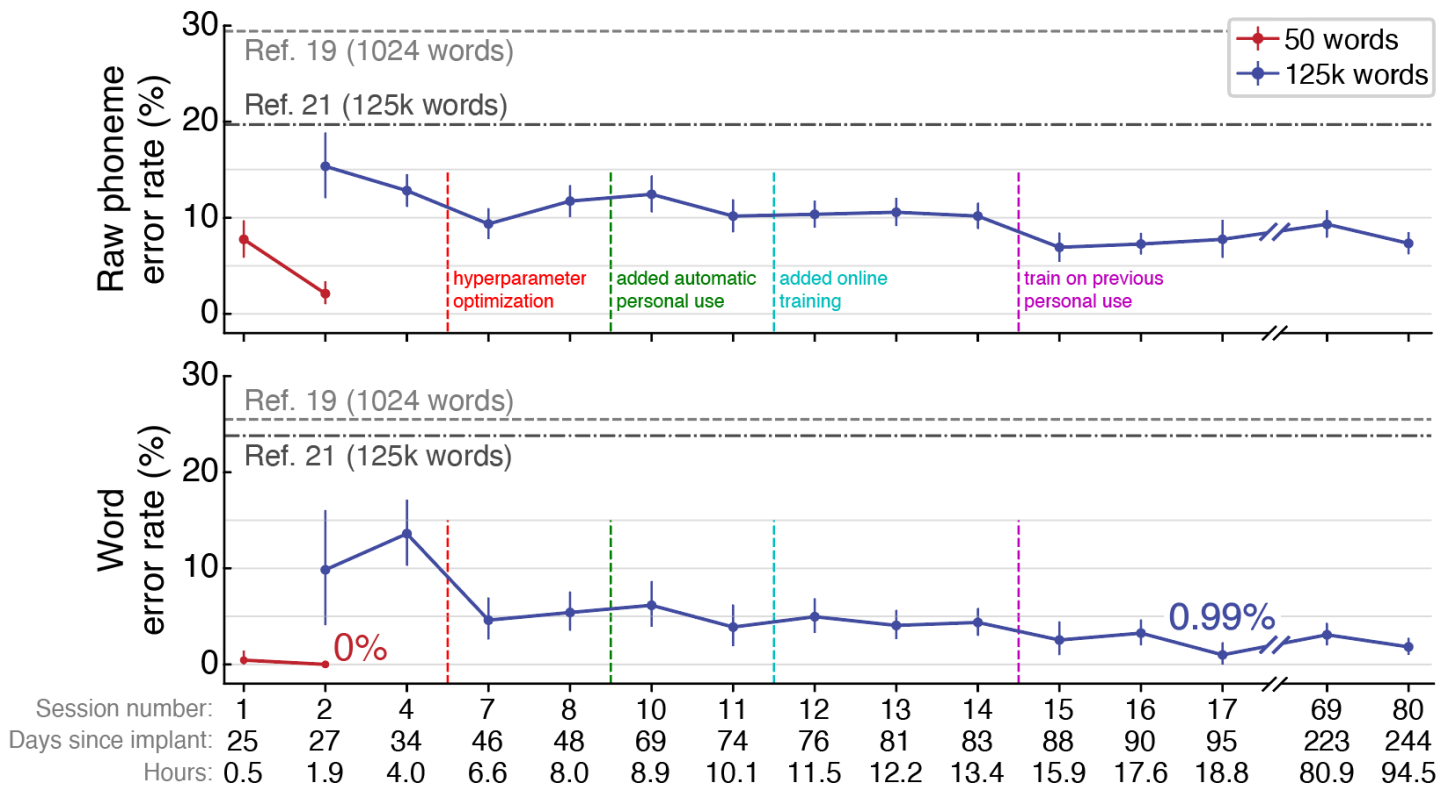 30
20
10
0
Raw phoneme
error rate (%)
Ref. 19 (1024 words)
Ref. 21 (125k words)
50 words
125k words
hyperparameter
optimization
added automatic
personal use
added online
training
train on previous
personal use
30
20
10
0
Word
error rate (%)
Ref. 19 (1024 words)
Ref. 21 (125k words)
0%
0.99%
Session number: 1 2 4 7 8 10 11 12 13 14 15 16 17 69 80
Days since implant: 25 27 34 46 48 69 74 76 81 83 88 90 95 223 244
Hours: 0.5 1.9 4.0 6.6 8.0 8.9 10.1 11.5 12.2 13.4 15.9 17.6 18.8 80.9 94.5